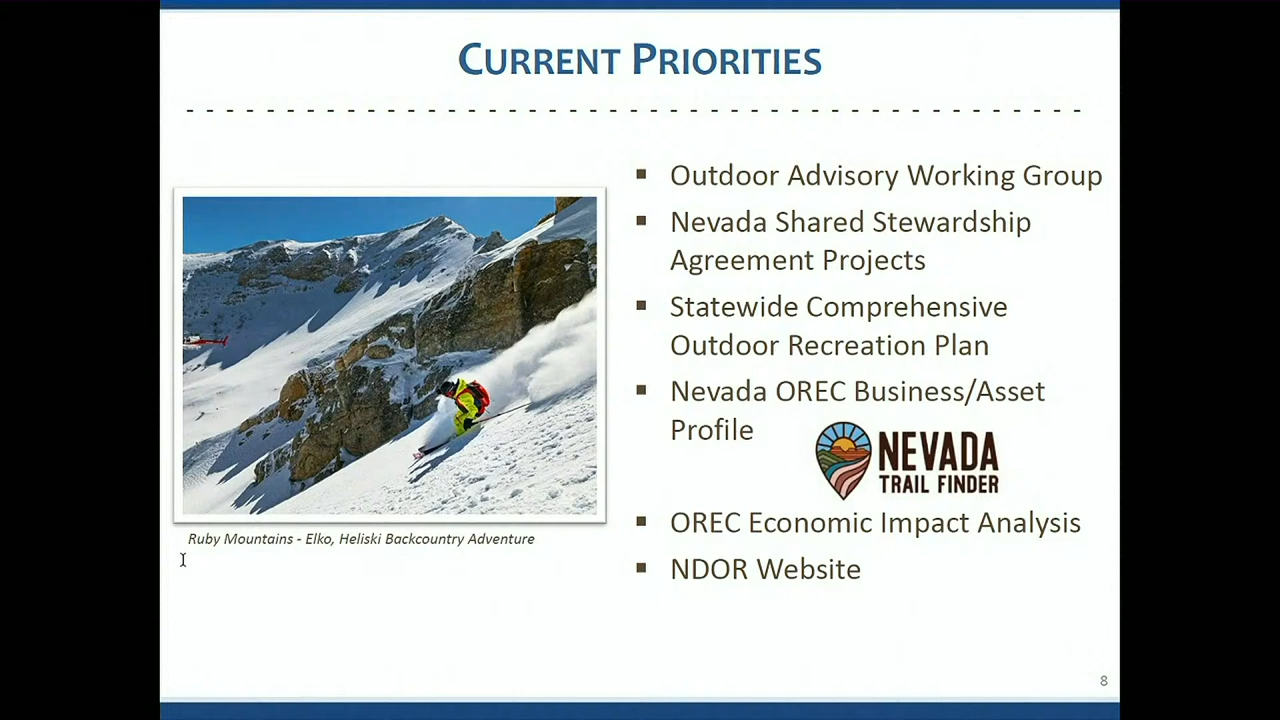 CURRENT PRIORITIES
▪ Outdoor Advisory Working Group
▪ Nevada Shared Stewardship
Agreement Projects
▪ Statewide Comprehensive
Outdoor Recreation Plan
▪ Nevada OREC Business/Asset
Profile
NEVADA
TRAIL FINDER
▪ OREC Economic Impact Analysis
▪ NDOR Website
Ruby Mountains - Elko, Heliski Backcountry Adventure
8